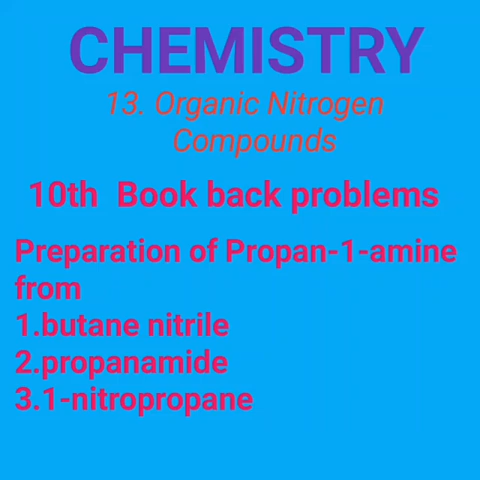 CHEMISTRY
13. Organic Nitrogen
Compounds
10th Book back problems
Preparation of Propan-1-amine
from
1.butane nitrile
2.propanamide
3.1-nitropropane